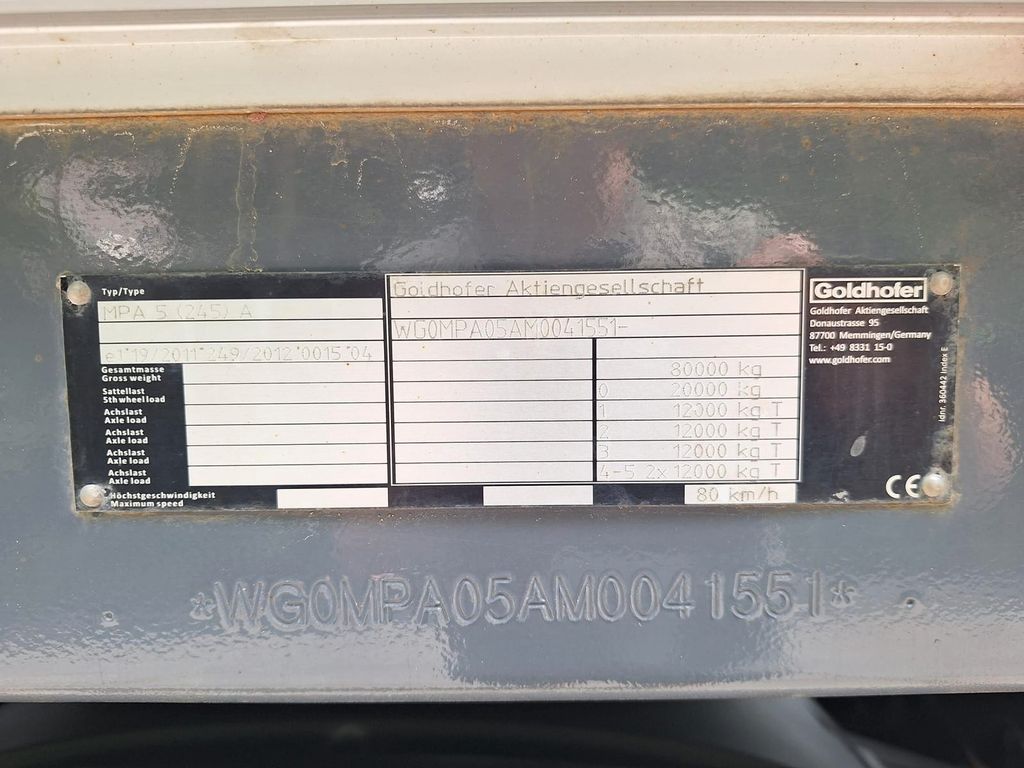 Typ/Type
MPA 5 (245) A
e1*19/2011*249/2012*0015*04
Goldhofer Aktiengesellschaft
WG0MPA05AM0041551-
Gesamtmasse
Gross weight
80000 kg
Sattellast
5th wheel load
0 20000 kg
Achslast
Axle load
1 12000 kg T
Achslast
Axle load
2 12000 kg T
Achslast
Axle load
3 12000 kg T
Achslast
Axle load
4-5 2x 12000 kg T
Höchstgeschwindigkeit
Maximum speed
80 km/h
Goldhofer
Goldhofer Aktiengesellschaft
Donaustrasse 95
87700 Memmingen/Germany
Tel.: +49 8331 15-0
www.goldhofer.com
Idnr. 360442 Index E
CE
*WG0MPA05AM0041551*